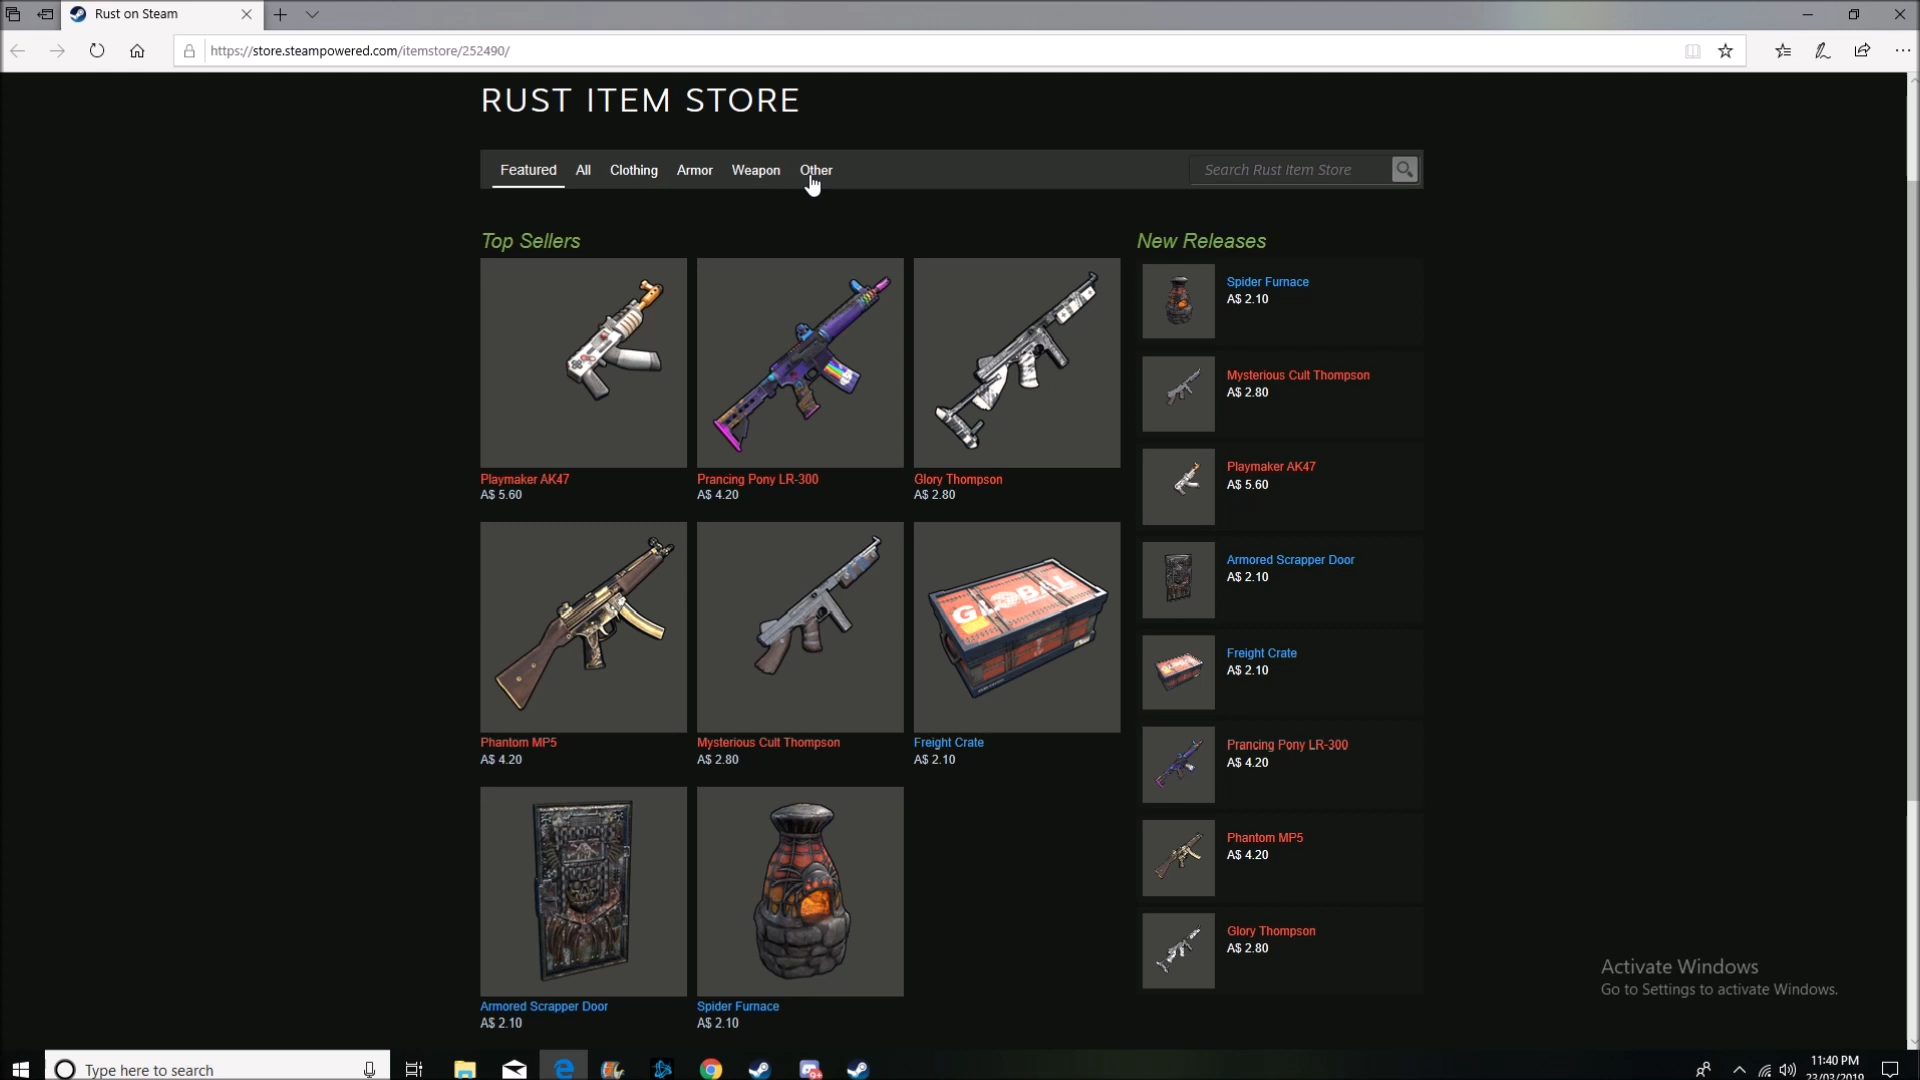 Rust on Steam
https://store.steampowered.com/itemstore/252490/
RUST ITEM STORE
Featured All Clothing Armor Weapon Other
Search Rust Item Store
Top Sellers
Playmaker AK47
A$ 5.60
Prancing Pony LR-300
A$ 4.20
Glory Thompson
A$ 2.80
Phantom MP5
A$ 4.20
Mysterious Cult Thompson
A$ 2.80
GLOBAL
Freight Crate
A$ 2.10
Armored Scrapper Door
A$ 2.10
Spider Furnace
A$ 2.10
New Releases
Spider Furnace
A$ 2.10
Mysterious Cult Thompson
A$ 2.80
Playmaker AK47
A$ 5.60
Armored Scrapper Door
A$ 2.10
Freight Crate
A$ 2.10
Prancing Pony LR-300
A$ 4.20
Phantom MP5
A$ 4.20
Glory Thompson
A$ 2.80
Activate Windows
Go to Settings to activate Windows.
Type here to search
11:40 PM
23/03/2019